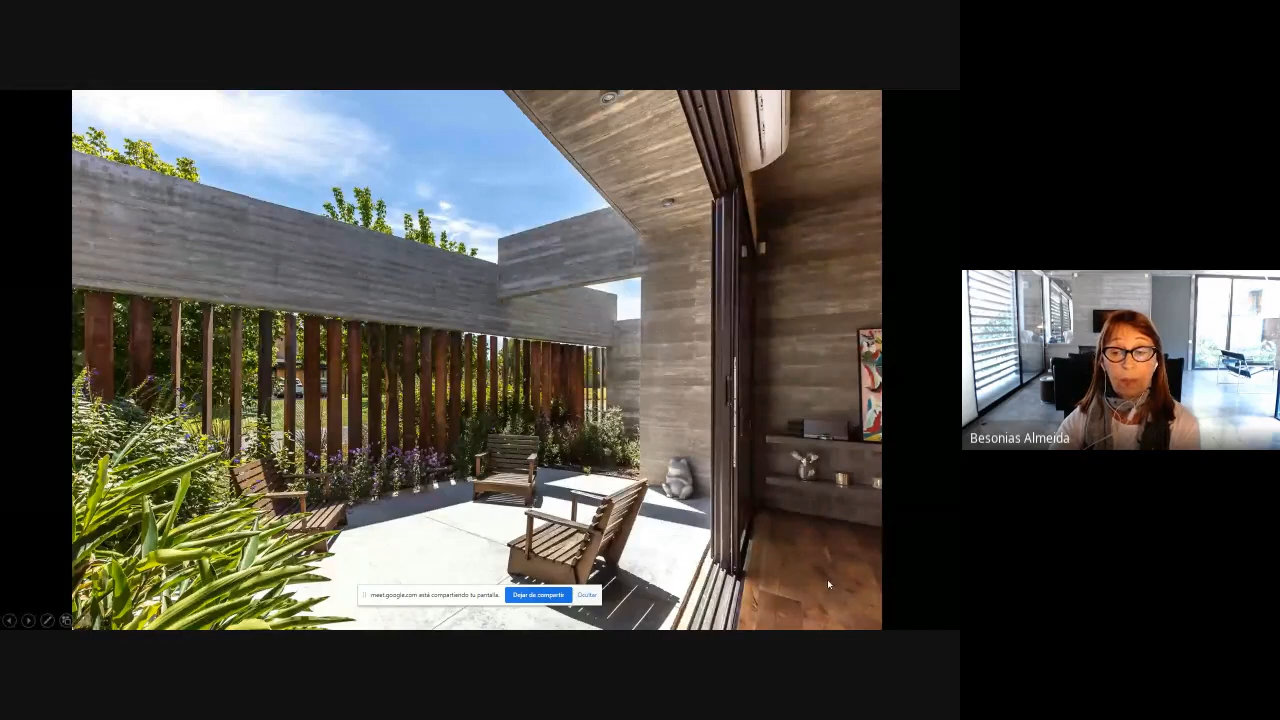 meet.google.com está compartiendo tu pantalla.
Dejar de compartir
Ocultar
Besonias Almeida